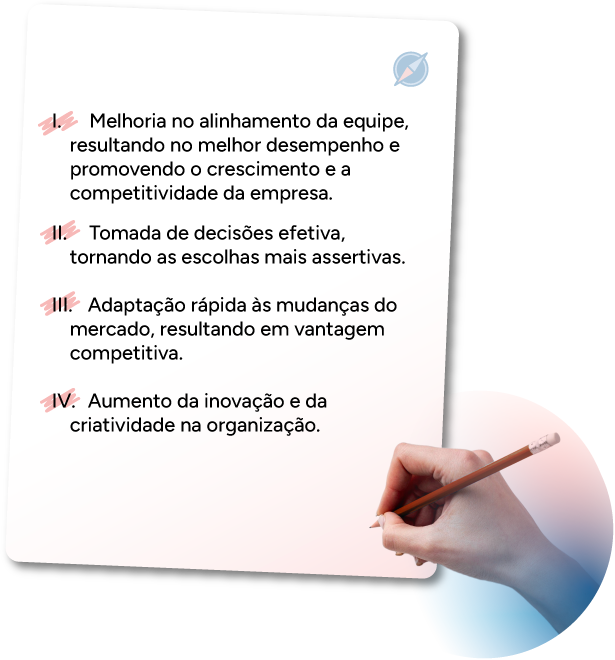 I. Melhoria no alinhamento da equipe,
resultando no melhor desempenho e
promovendo o crescimento e a
competitividade da empresa.
II. Tomada de decisões efetiva,
tornando as escolhas mais assertivas.
III. Adaptação rápida às mudanças do
mercado, resultando em vantagem
competitiva.
IV. Aumento da inovação e da
criatividade na organização.